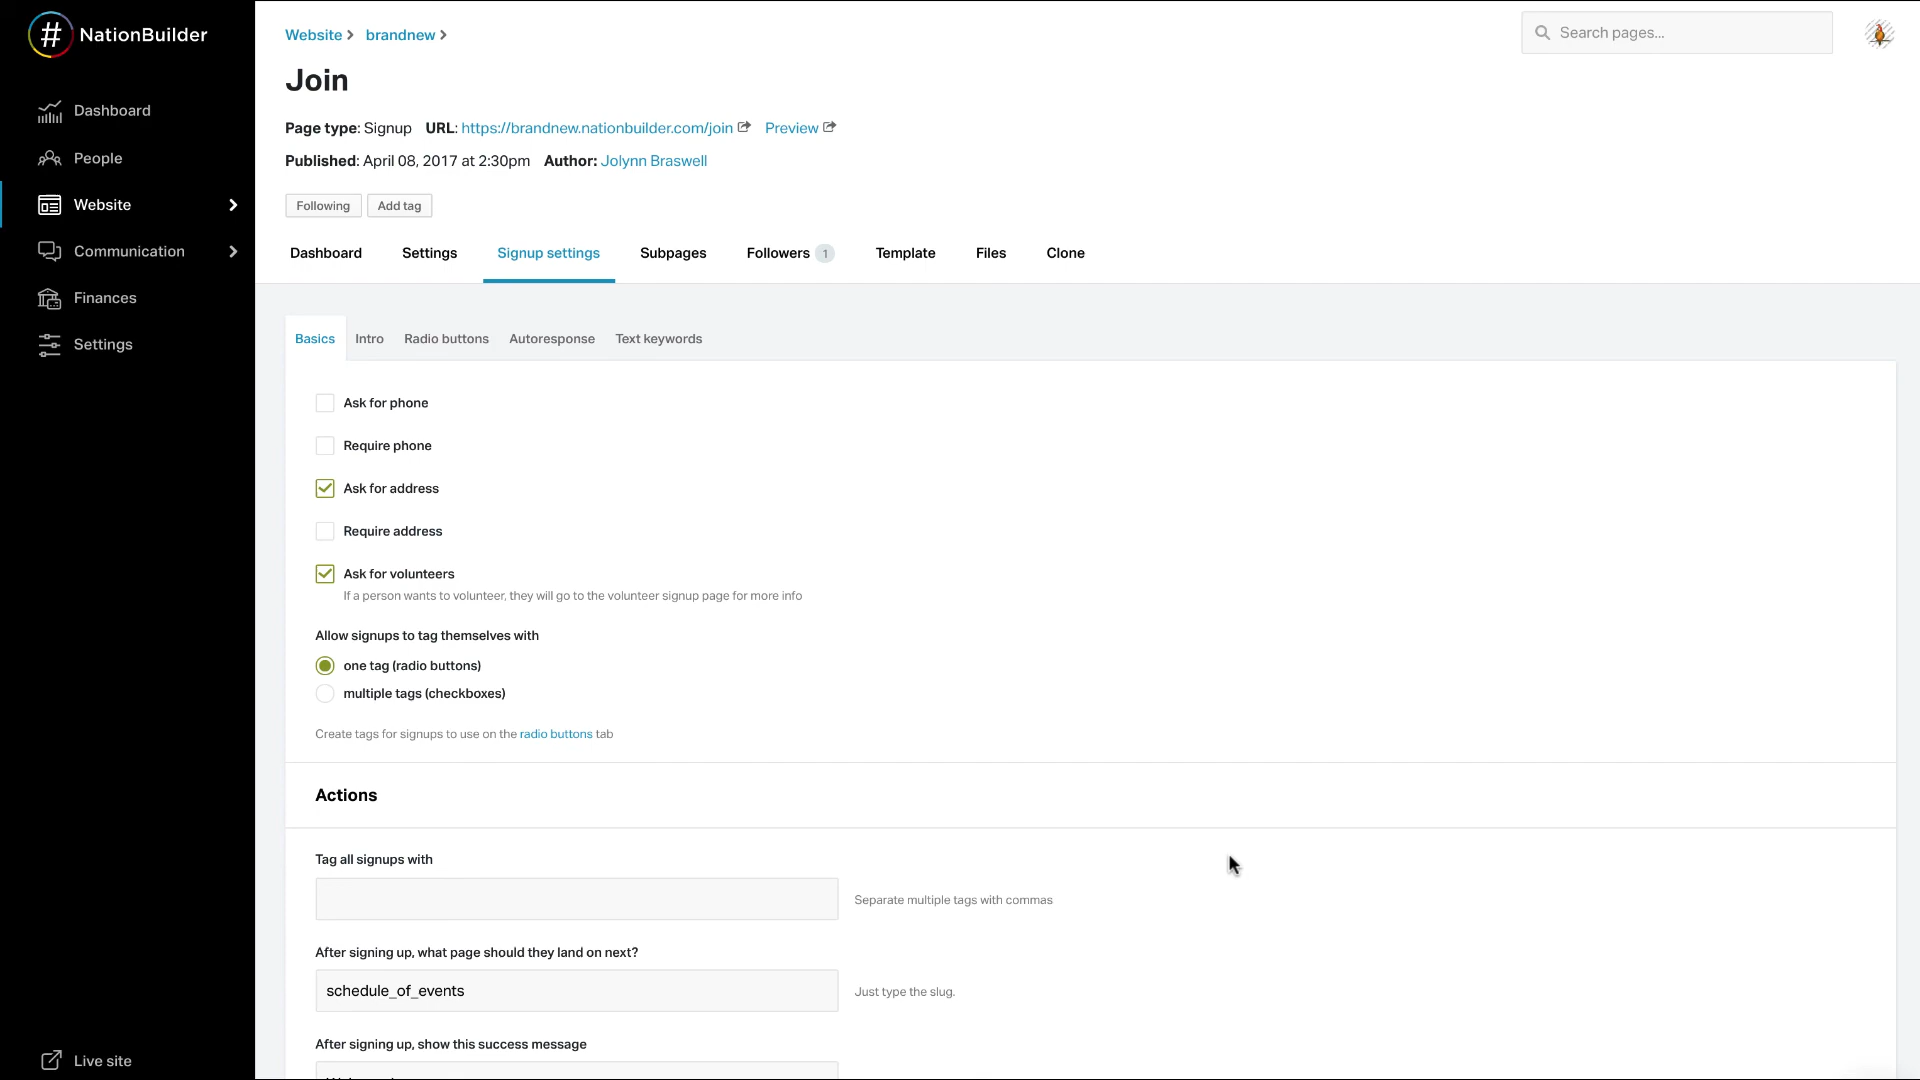 # NationBuilder
Dashboard
People
Website
Communication
Finances
Settings
Live site
Website > brandnew >
Search pages...
Join
Page type: Signup URL: https://brandnew.nationbuilder.com/join Preview
Published: April 08, 2017 at 2:30pm Author: Jolynn Braswell
Following Add tag
Dashboard Settings Signup settings Subpages Followers 1 Template Files Clone
Basics Intro Radio buttons Autoresponse Text keywords
Ask for phone
Require phone
Ask for address
Require address
Ask for volunteers
If a person wants to volunteer, they will go to the volunteer signup page for more info
Allow signups to tag themselves with
one tag (radio buttons)
multiple tags (checkboxes)
Create tags for signups to use on the radio buttons tab
Actions
Tag all signups with
Separate multiple tags with commas
After signing up, what page should they land on next?
schedule_of_events
Just type the slug.
After signing up, show this success message